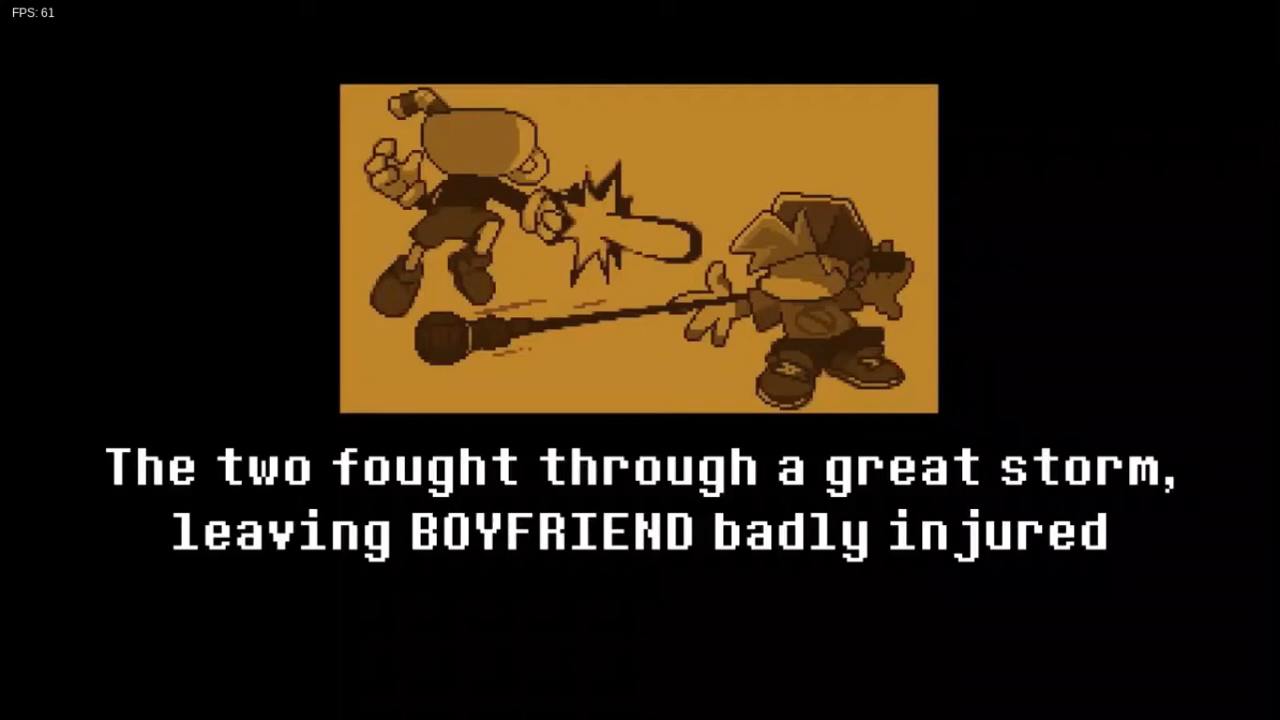 FPS: 61
The two fought through a great storm,
leaving BOYFRIEND badly injured